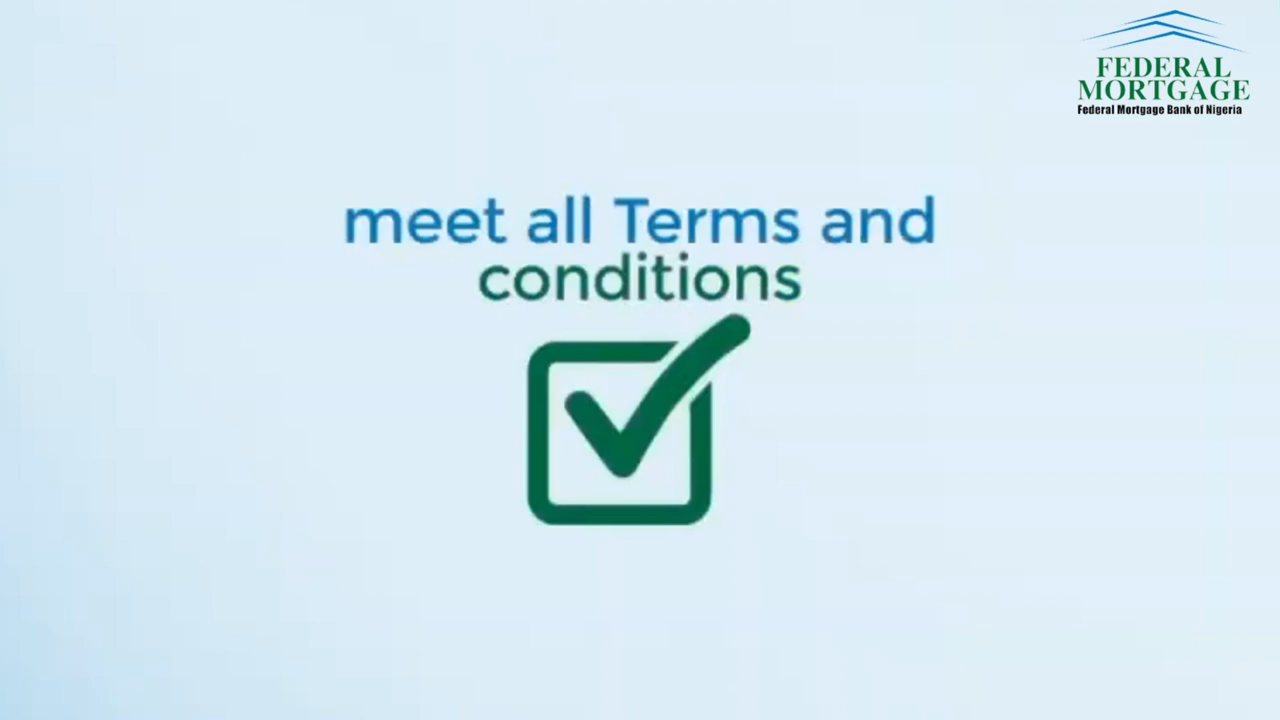 FEDERAL
MORTGAGE
Federal Mortgage Bank of Nigeria
meet all Terms and
conditions